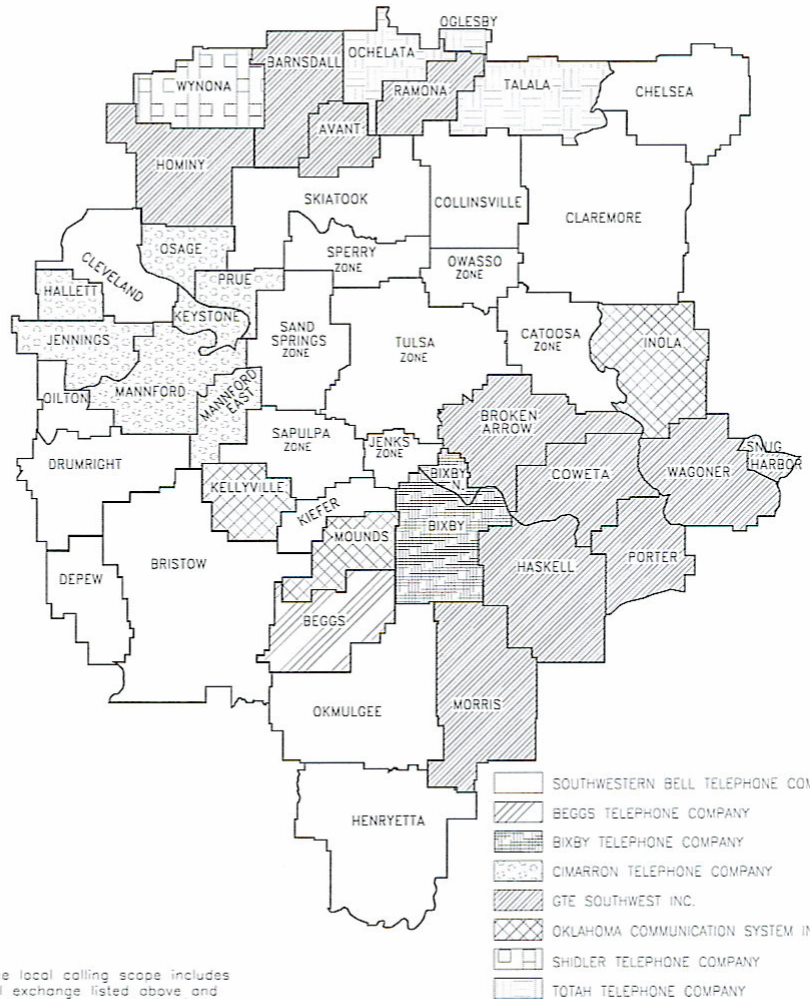 OGLESBY
OCHELATA
BARNSDALL
WYNONA
RAMONA
TALALA
CHELSEA
AVANT
HOMINY
SKIATOOK
COLLINSVILLE
CLAREMORE
OSAGE
SPERRY
ZONE
OWASSO
ZONE
CLEVELAND
HALLETT
PRUE
KEYSTONE
JENNINGS
SAND
SPRINGS
ZONE
TULSA
ZONE
CATOOSA
ZONE
INOLA
OILTON
MANNFORD
MANNFORD
EAST
BROKEN
ARROW
SAPULPA
ZONE
JENKS
ZONE
DRUMRIGHT
BIXBY
N.
COWETA
WAGONER
SNUG
HARBOR
KELLYVILLE
KIEFER
BIXBY
MOUNDS
HASKELL
PORTER
DEPEW
BRISTOW
BEGGS
OKMULGEE
MORRIS
HENRYETTA
SOUTHWESTERN BELL TELEPHONE COM
BEGGS TELEPHONE COMPANY
BIXBY TELEPHONE COMPANY
CIMARRON TELEPHONE COMPANY
GTE SOUTHWEST INC.
OKLAHOMA COMMUNICATION SYSTEM IN
SHIDLER TELEPHONE COMPANY
TOTAH TELEPHONE COMPANY
e local calling scope includes
l exchange listed above and